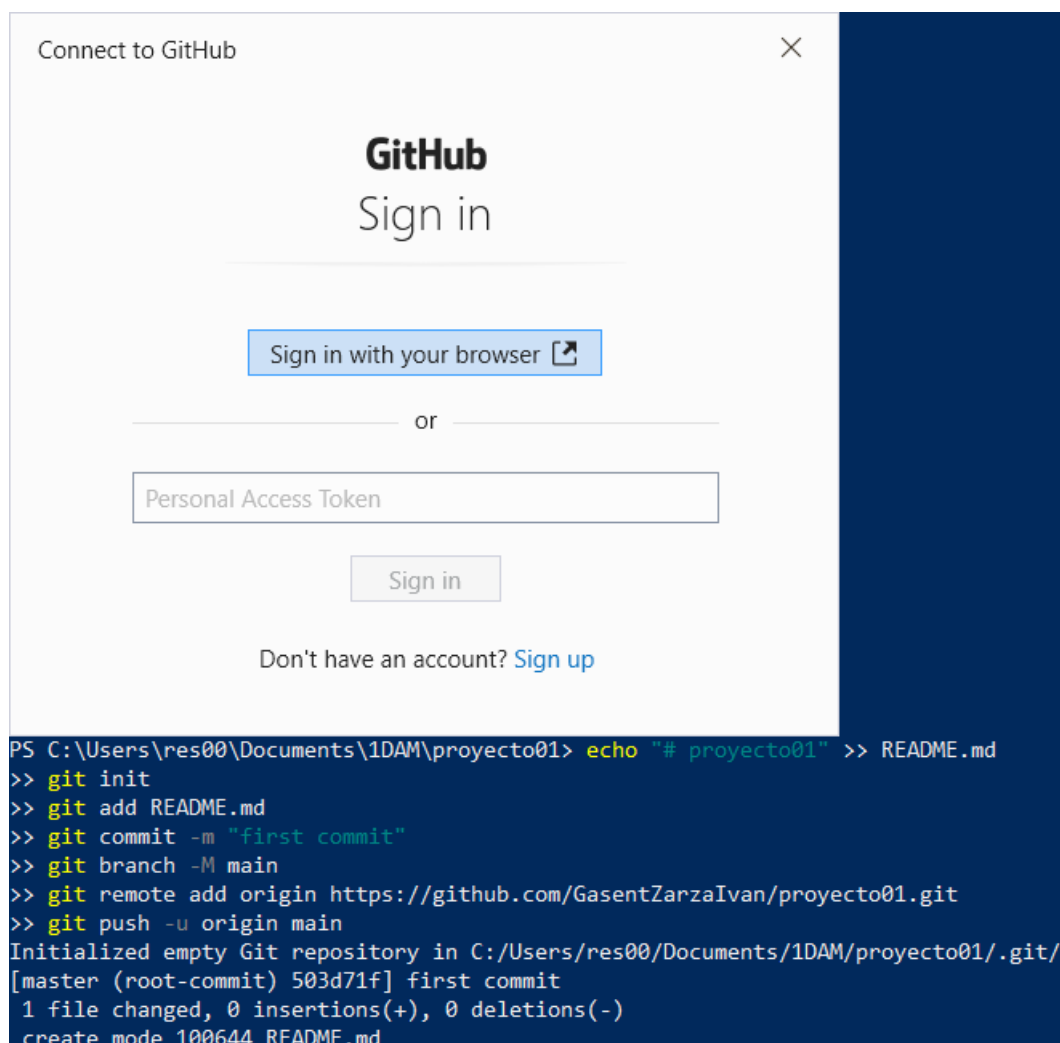 Connect to GitHub
GitHub
Sign in
Sign in with your browser
or
Personal Access Token
Sign in
Don't have an account? Sign up
PS C:\Users\res00\Documents\1DAM\proyecto01> echo "# proyecto01" >> README.md
>> git init
>> git add README.md
>> git commit -m "first commit"
>> git branch -M main
>> git remote add origin https://github.com/GasentZarzaIvan/proyecto01.git
>> git push -u origin main
Initialized empty Git repository in C:/Users/res00/Documents/1DAM/proyecto01/.git/
[master (root-commit) 503d71f] first commit
 1 file changed, 0 insertions(+), 0 deletions(-)
 create mode 100644 README.md